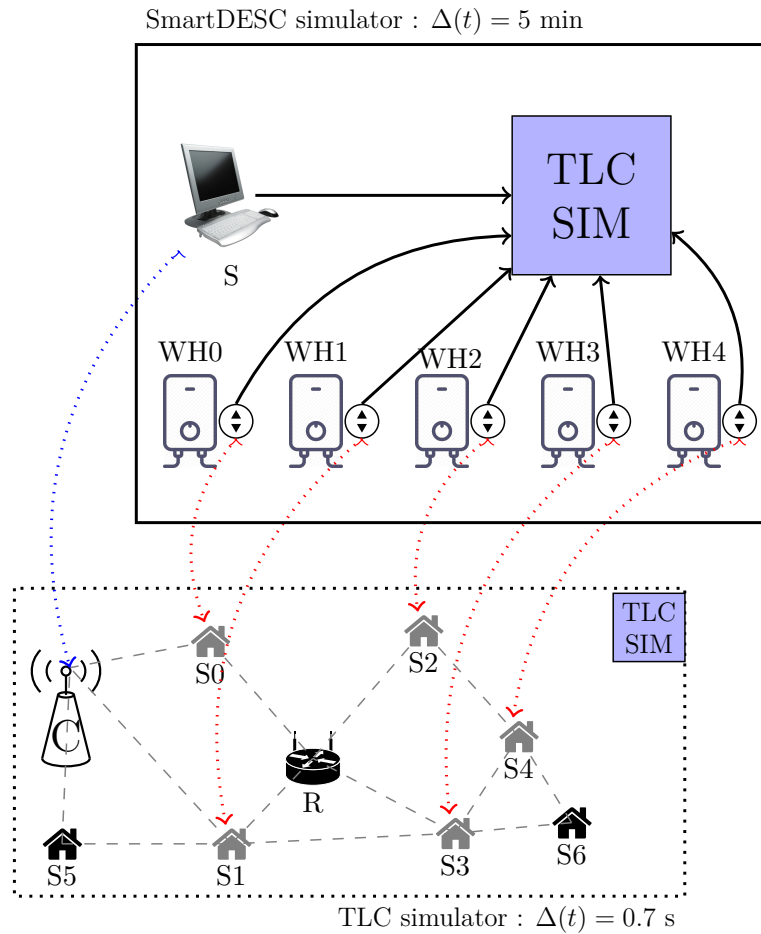 SmartDESC simulator : Δ(t) = 5 min
TLC
SIM
S
WH0
WH1
WH2
WH3
WH4
TLC
SIM
S0
S2
C
S4
R
S5
S1
S3
S6
TLC simulator : Δ(t) = 0.7 s